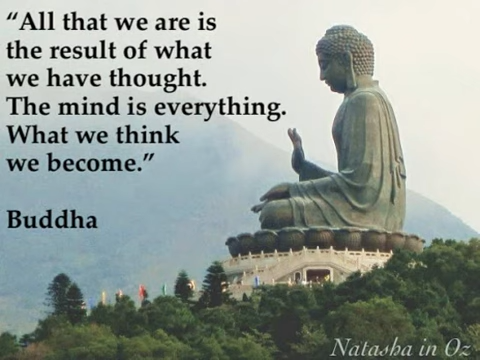 “All that we are is
the result of what
we have thought.
The mind is everything.
What we think
we become.”
Buddha
Natasha in Oz